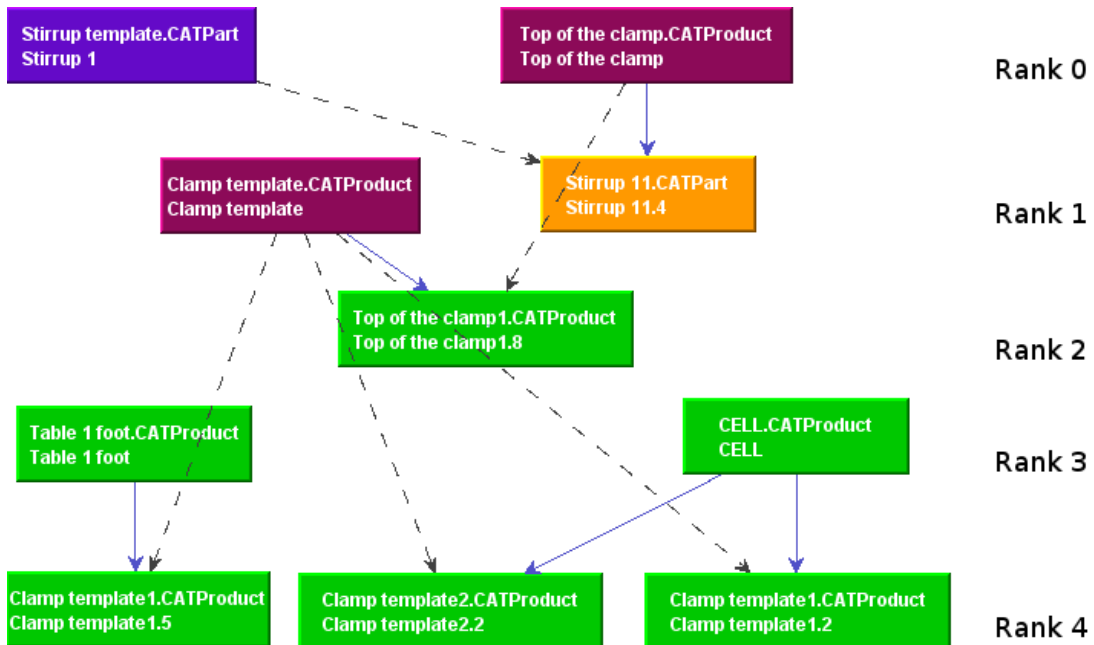 Stirrup template.CATPart
Stirrup 1
Top of the clamp.CATProduct
Top of the clamp
Rank 0
Clamp template.CATProduct
Clamp template
Stirrup 11.CATPart
Stirrup 11.4
Rank 1
Top of the clamp1.CATProduct
Top of the clamp1.8
Rank 2
Table 1 foot.CATProduct
Table 1 foot
CELL.CATProduct
CELL
Rank 3
Clamp template1.CATProduct
Clamp template1.5
Clamp template2.CATProduct
Clamp template2.2
Clamp template1.CATProduct
Clamp template1.2
Rank 4